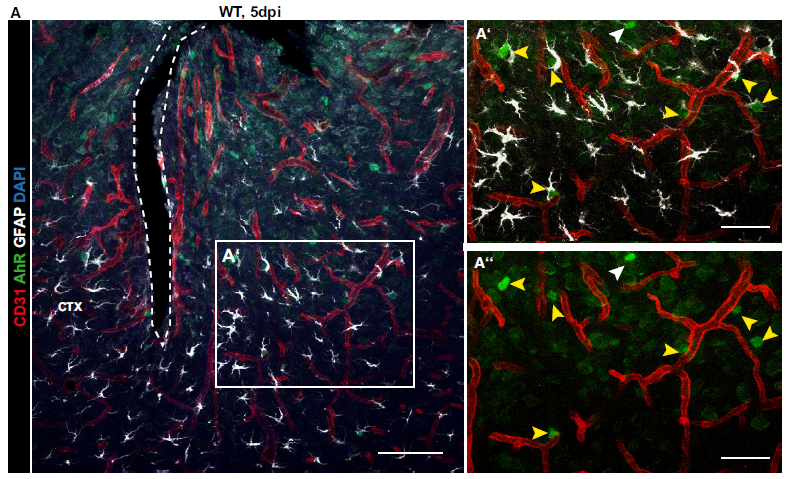 A
WT, 5dpi
CD31 AhR GFAP DAPI
A'
CTX
A'
A''